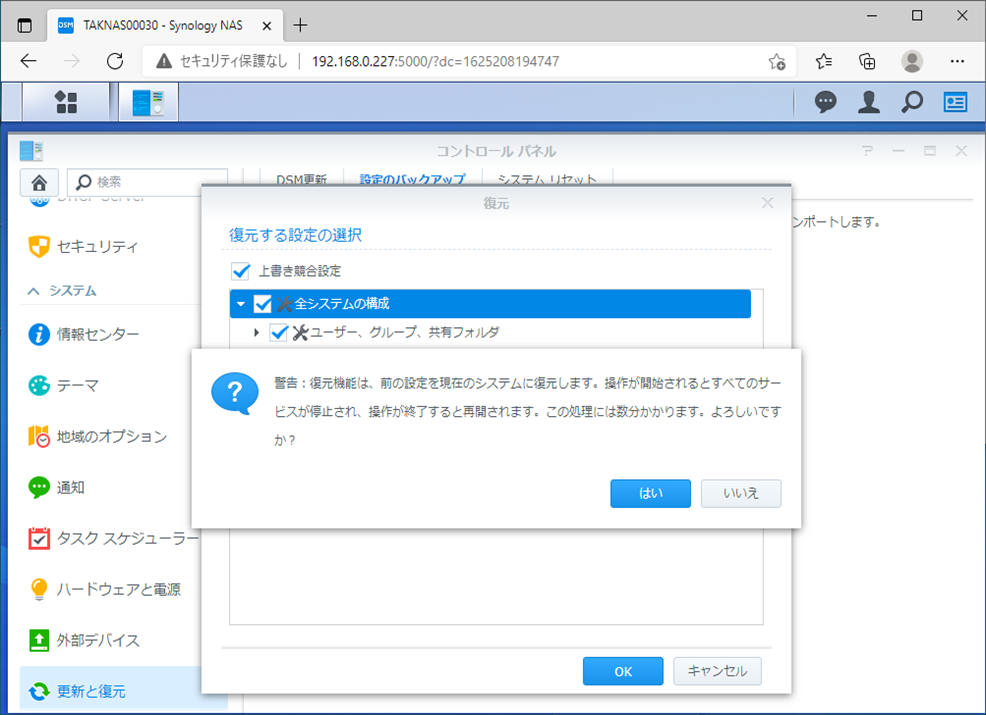 DSM
TAKNAS00030 - Synology NAS
セキュリティ保護なし
192.168.0.227:5000/?dc=1625208194747
コントロール パネル
検索
DSM更新
設定のバックアップ
システム リセット
DHCP Server
セキュリティ
システム
情報センター
テーマ
地域のオプション
通知
タスク スケジューラー
ハードウェアと電源
外部デバイス
更新と復元
ンポートします。
復元
復元する設定の選択
上書き競合設定
全システムの構成
ユーザー、グループ、共有フォルダ
警告：復元機能は、前の設定を現在のシステムに復元します。操作が開始されるとすべてのサー
ビスが停止され、操作が終了すると再開されます。この処理には数分かかります。よろしいです
か？
はい
いいえ
OK
キャンセル